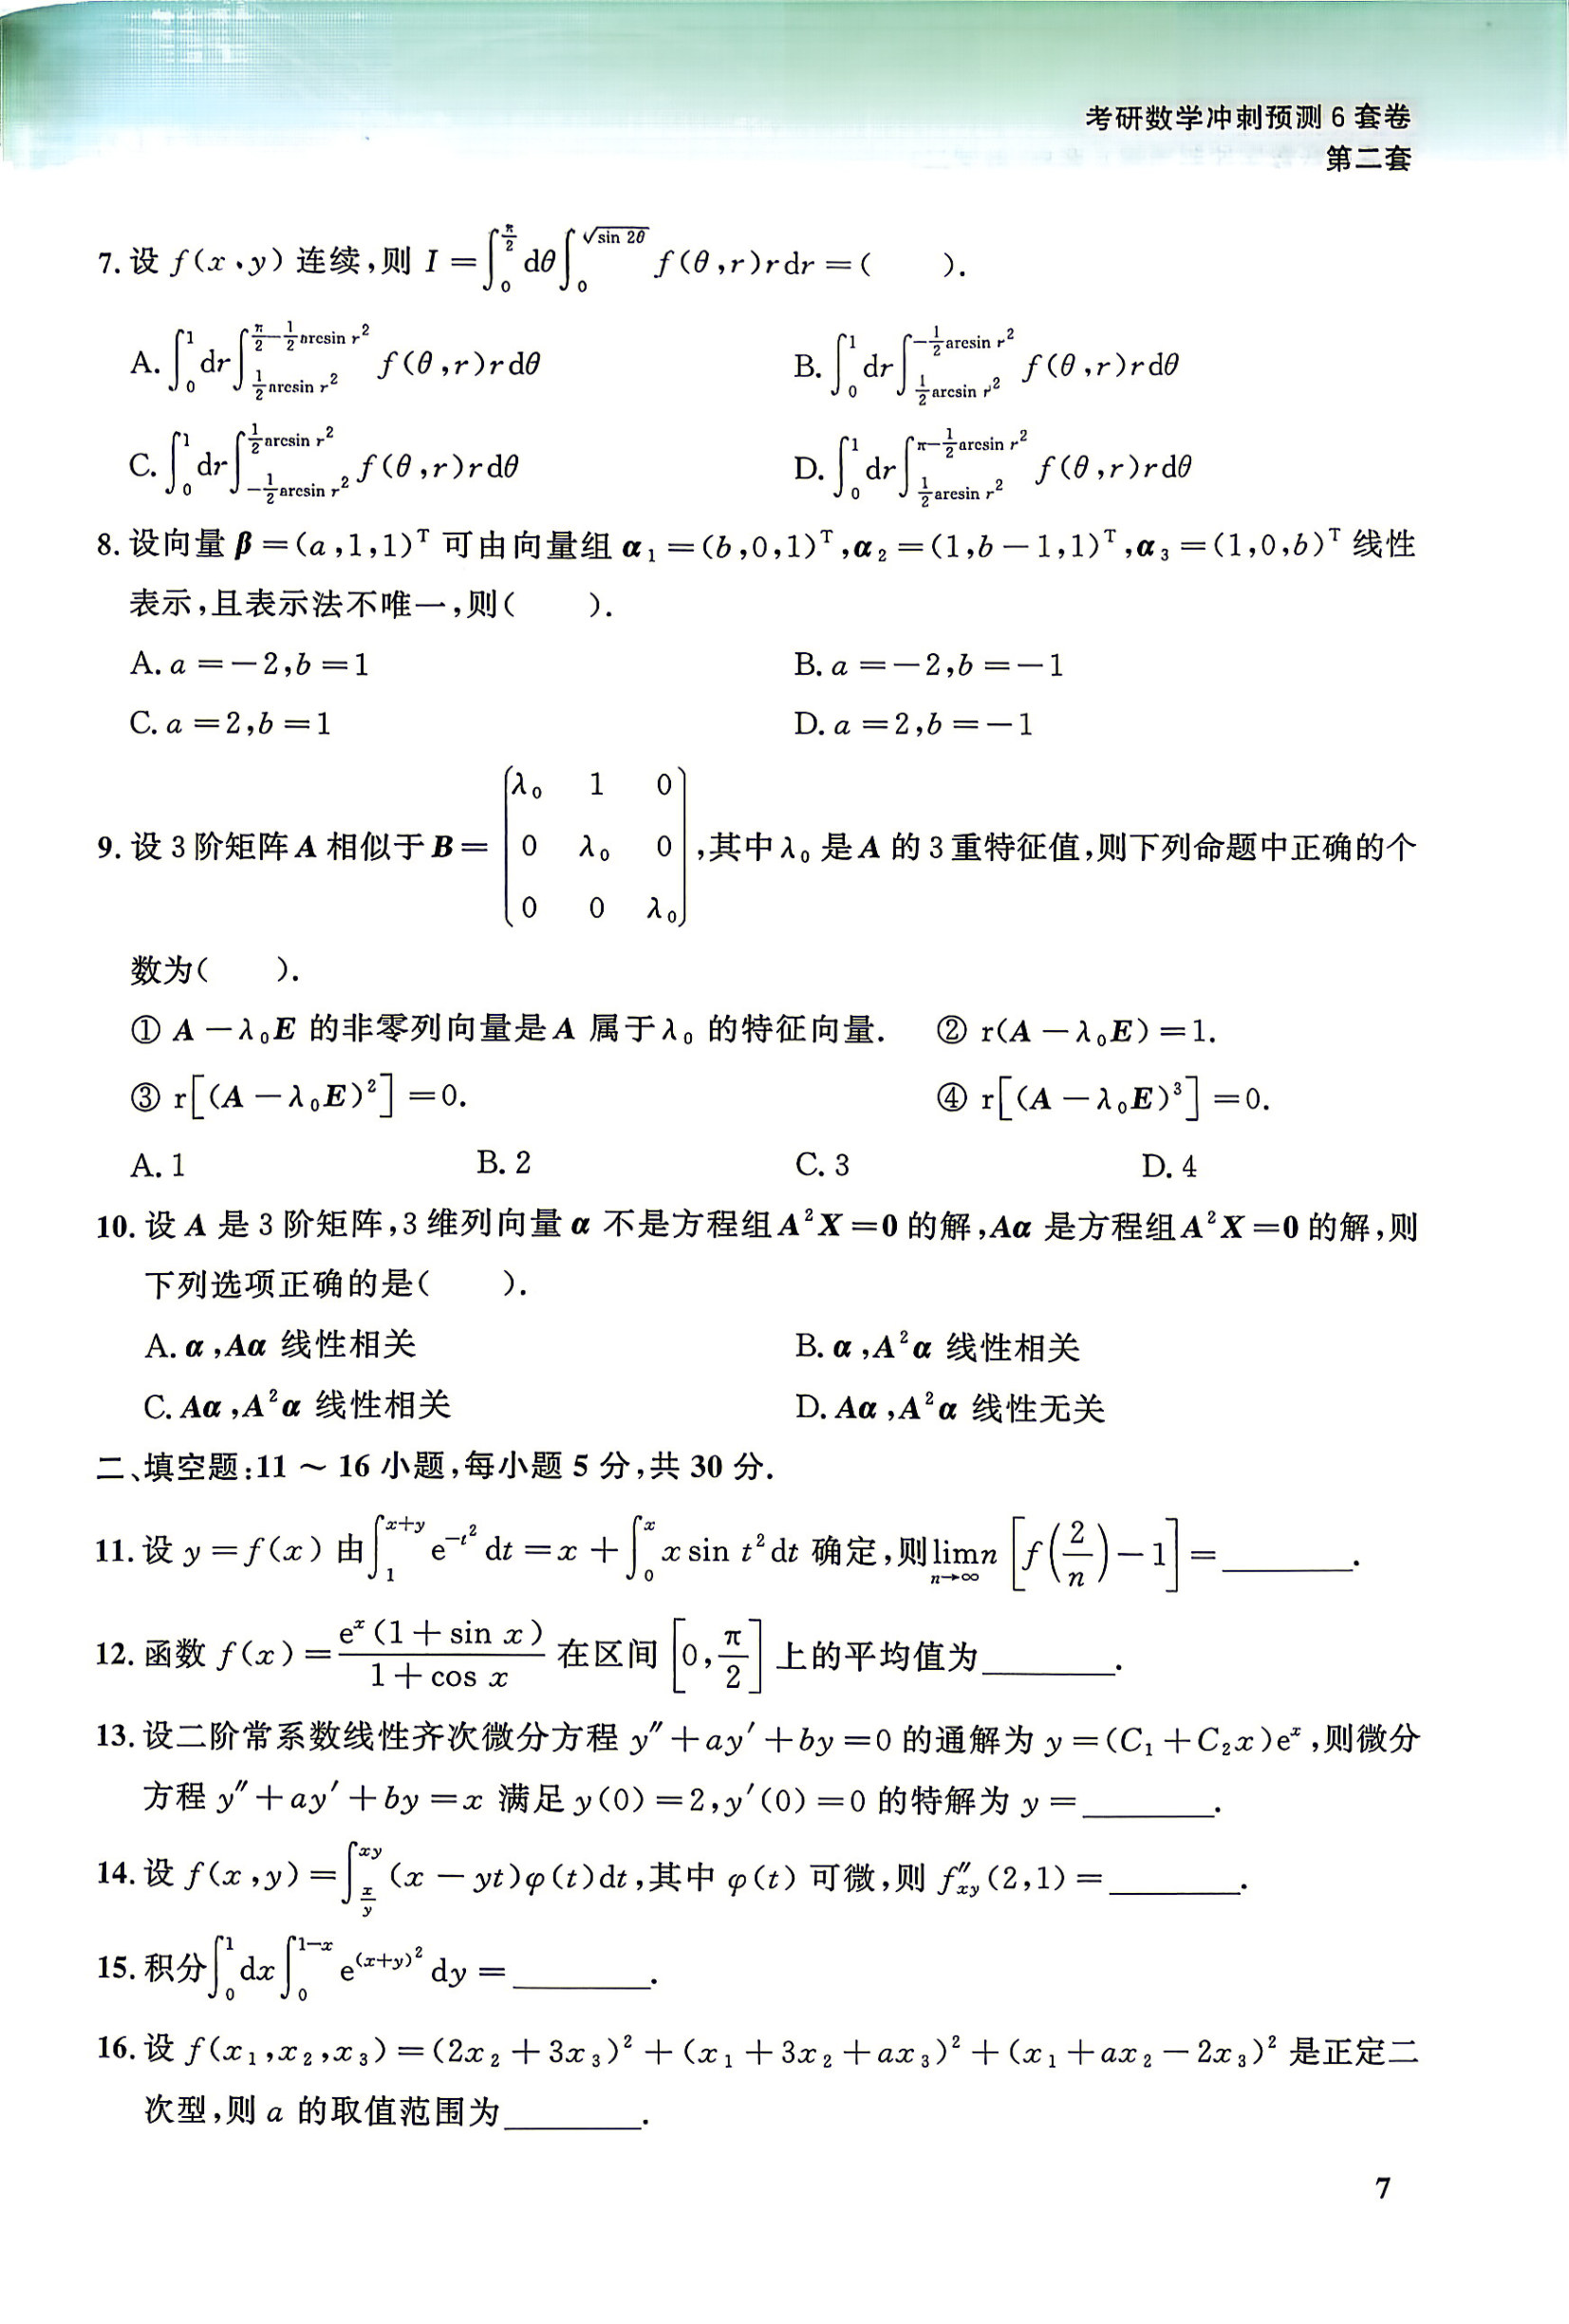 考研数学冲刺预测6套卷
第二套
7. 设 f(x,y) 连续,则 I = ∫_0^{π/2} dθ ∫_0^{√(sin 2θ)} f(θ,r)r dr = (  ).
A. ∫_0^1 dr ∫_{½arcsin r²}^{π/2−½arcsin r²} f(θ,r)r dθ B. ∫_0^1 dr ∫_{½arcsin r²}^{−½arcsin r²} f(θ,r)r dθ
C. ∫_0^1 dr ∫_{−½arcsin r²}^{½arcsin r²} f(θ,r)r dθ D. ∫_0^1 dr ∫_{½arcsin r²}^{π−½arcsin r²} f(θ,r)r dθ
8. 设向量 β = (a,1,1)ᵀ 可由向量组 α₁ = (b,0,1)ᵀ, α₂ = (1,b−1,1)ᵀ, α₃ = (1,0,b)ᵀ 线性
表示,且表示法不唯一,则(  ).
A. a = −2, b = 1 B. a = −2, b = −1
C. a = 2, b = 1 D. a = 2, b = −1
9. 设 3 阶矩阵 A 相似于 B = (λ₀ 1 0; 0 λ₀ 0; 0 0 λ₀), 其中 λ₀ 是 A 的 3 重特征值,则下列命题中正确的个
数为(  ).
① A − λ₀E 的非零列向量是 A 属于 λ₀ 的特征向量. ② r(A − λ₀E) = 1.
③ r[(A − λ₀E)²] = 0. ④ r[(A − λ₀E)³] = 0.
A. 1 B. 2 C. 3 D. 4
10. 设 A 是 3 阶矩阵,3 维列向量 α 不是方程组 A²X = 0 的解, Aα 是方程组 A²X = 0 的解,则
下列选项正确的是(  ).
A. α, Aα 线性相关 B. α, A²α 线性相关
C. Aα, A²α 线性相关 D. Aα, A²α 线性无关
二、填空题:11 ~ 16 小题,每小题 5 分,共 30 分.
11. 设 y = f(x) 由 ∫_1^{x+y} e^{−t²} dt = x + ∫_0^x x sin t² dt 确定,则 lim_{n→∞} n[f(2/n) − 1] = ______.
12. 函数 f(x) = eˣ(1 + sin x)/(1 + cos x) 在区间 [0, π/2] 上的平均值为______.
13. 设二阶常系数线性齐次微分方程 y″ + ay′ + by = 0 的通解为 y = (C₁ + C₂x)eˣ,则微分
方程 y″ + ay′ + by = x 满足 y(0) = 2, y′(0) = 0 的特解为 y = ______.
14. 设 f(x,y) = ∫_{x/y}^{xy} (x − yt)φ(t)dt,其中 φ(t) 可微,则 f″_{xy}(2,1) = ______.
15. 积分 ∫_0^1 dx ∫_0^{1−x} e^{(x+y)²} dy = ______.
16. 设 f(x₁,x₂,x₃) = (2x₂ + 3x₃)² + (x₁ + 3x₂ + ax₃)² + (x₁ + ax₂ − 2x₃)² 是正定二
次型,则 a 的取值范围为______.
7